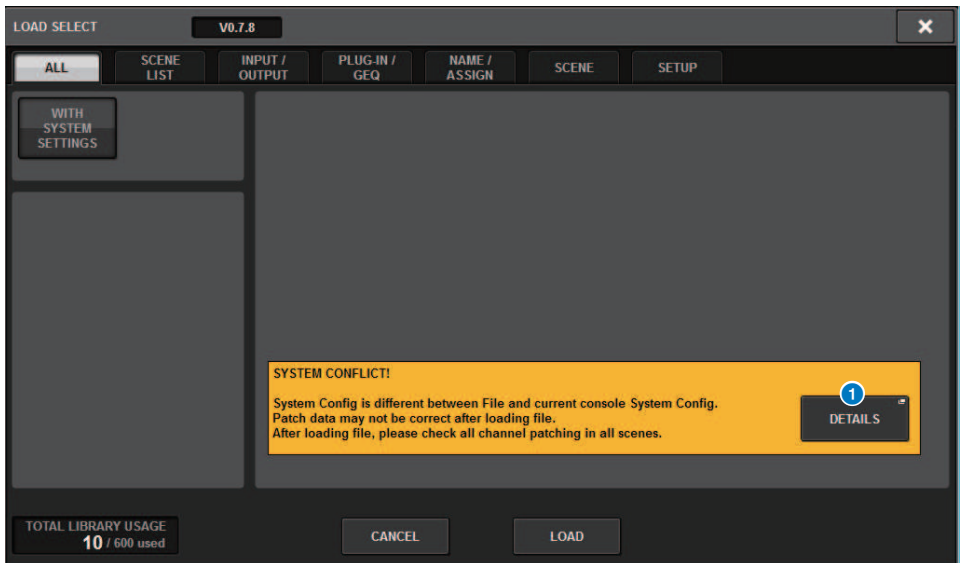 LOAD SELECT V0.7.8
ALL
SCENE
LIST
INPUT /
OUTPUT
PLUG-IN /
GEQ
NAME /
ASSIGN
SCENE
SETUP
WITH
SYSTEM
SETTINGS
SYSTEM CONFLICT!
System Config is different between File and current console System Config.
Patch data may not be correct after loading file.
After loading file, please check all channel patching in all scenes.
1
DETAILS
TOTAL LIBRARY USAGE
10 / 600 used
CANCEL
LOAD